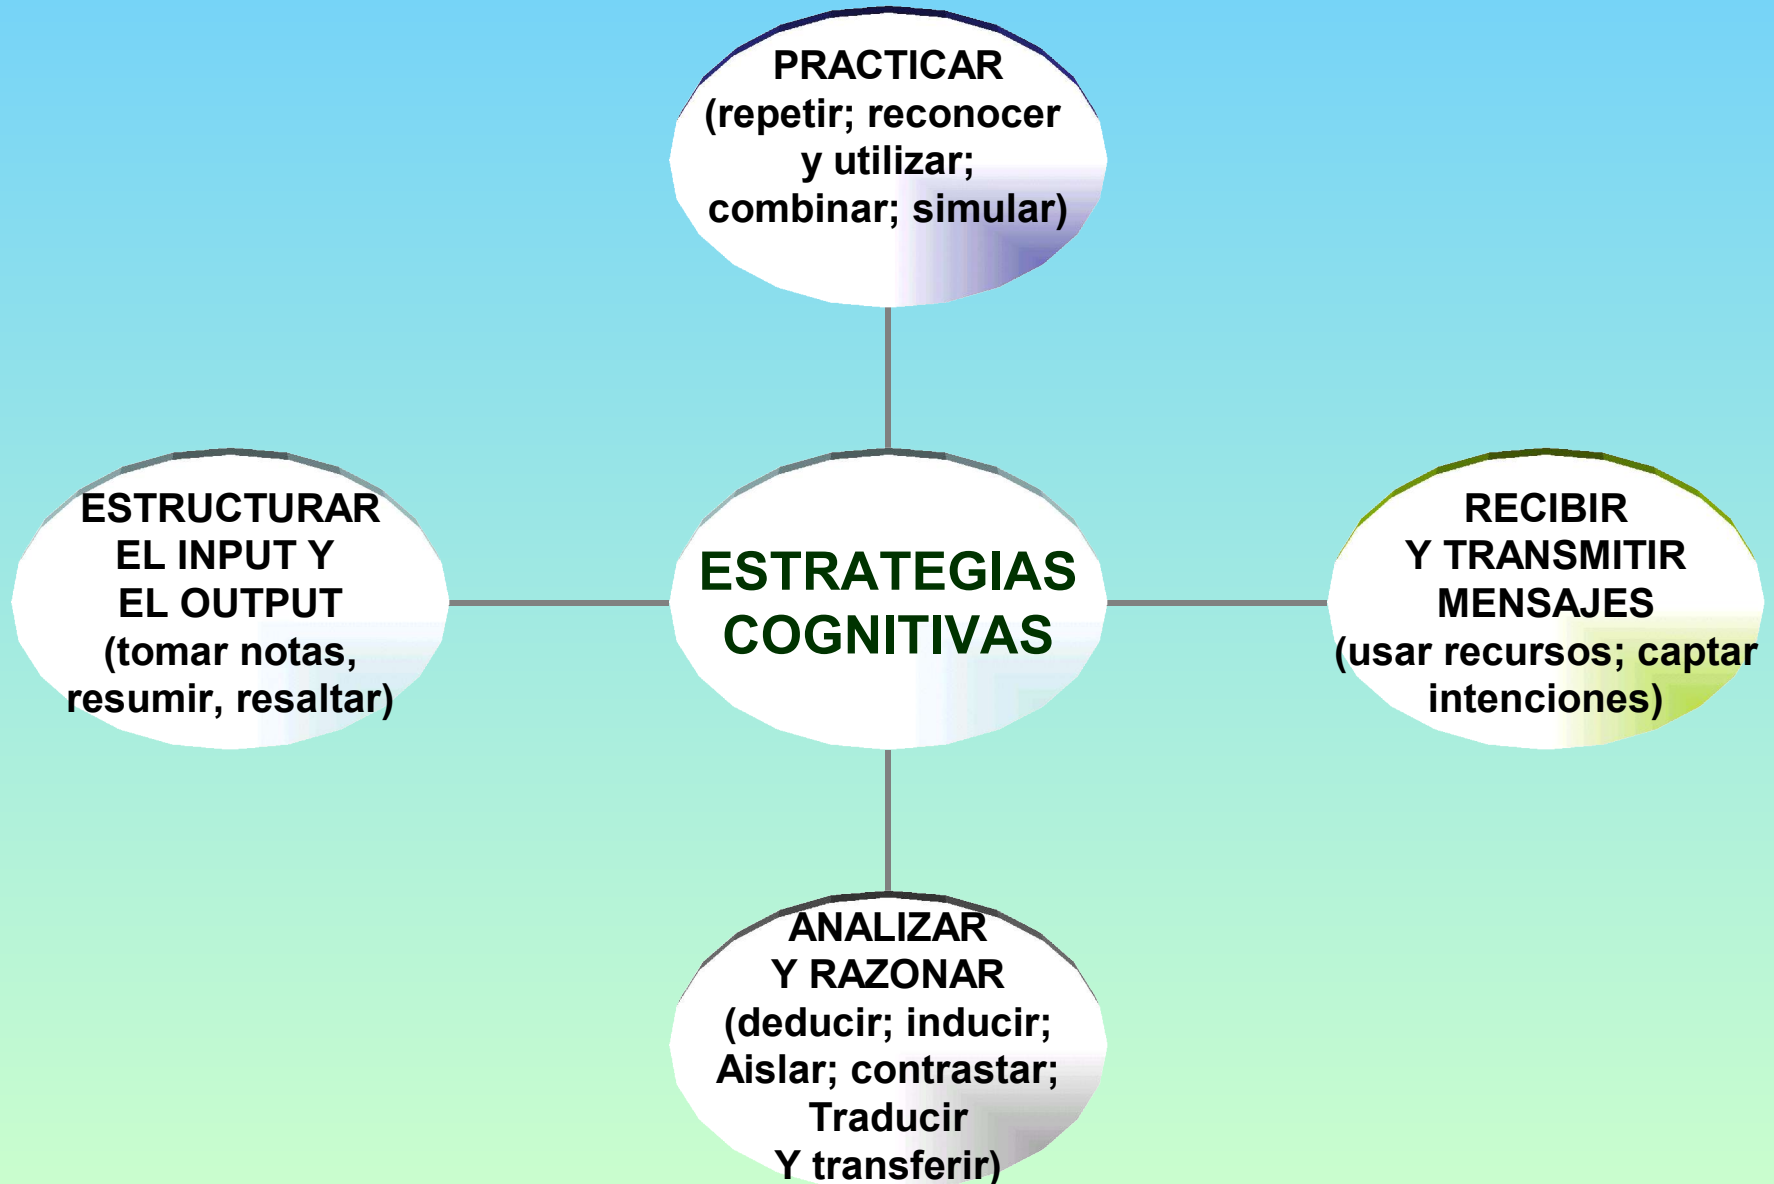 PRACTICAR
(repetir; reconocer
y utilizar;
combinar; simular)
ESTRUCTURAR
EL INPUT Y
EL OUTPUT
(tomar notas,
resumir, resaltar)
ESTRATEGIAS
COGNITIVAS
RECIBIR
Y TRANSMITIR
MENSAJES
(usar recursos; captar
intenciones)
ANALIZAR
Y RAZONAR
(deducir; inducir;
Aislar; contrastar;
Traducir
Y transferir)